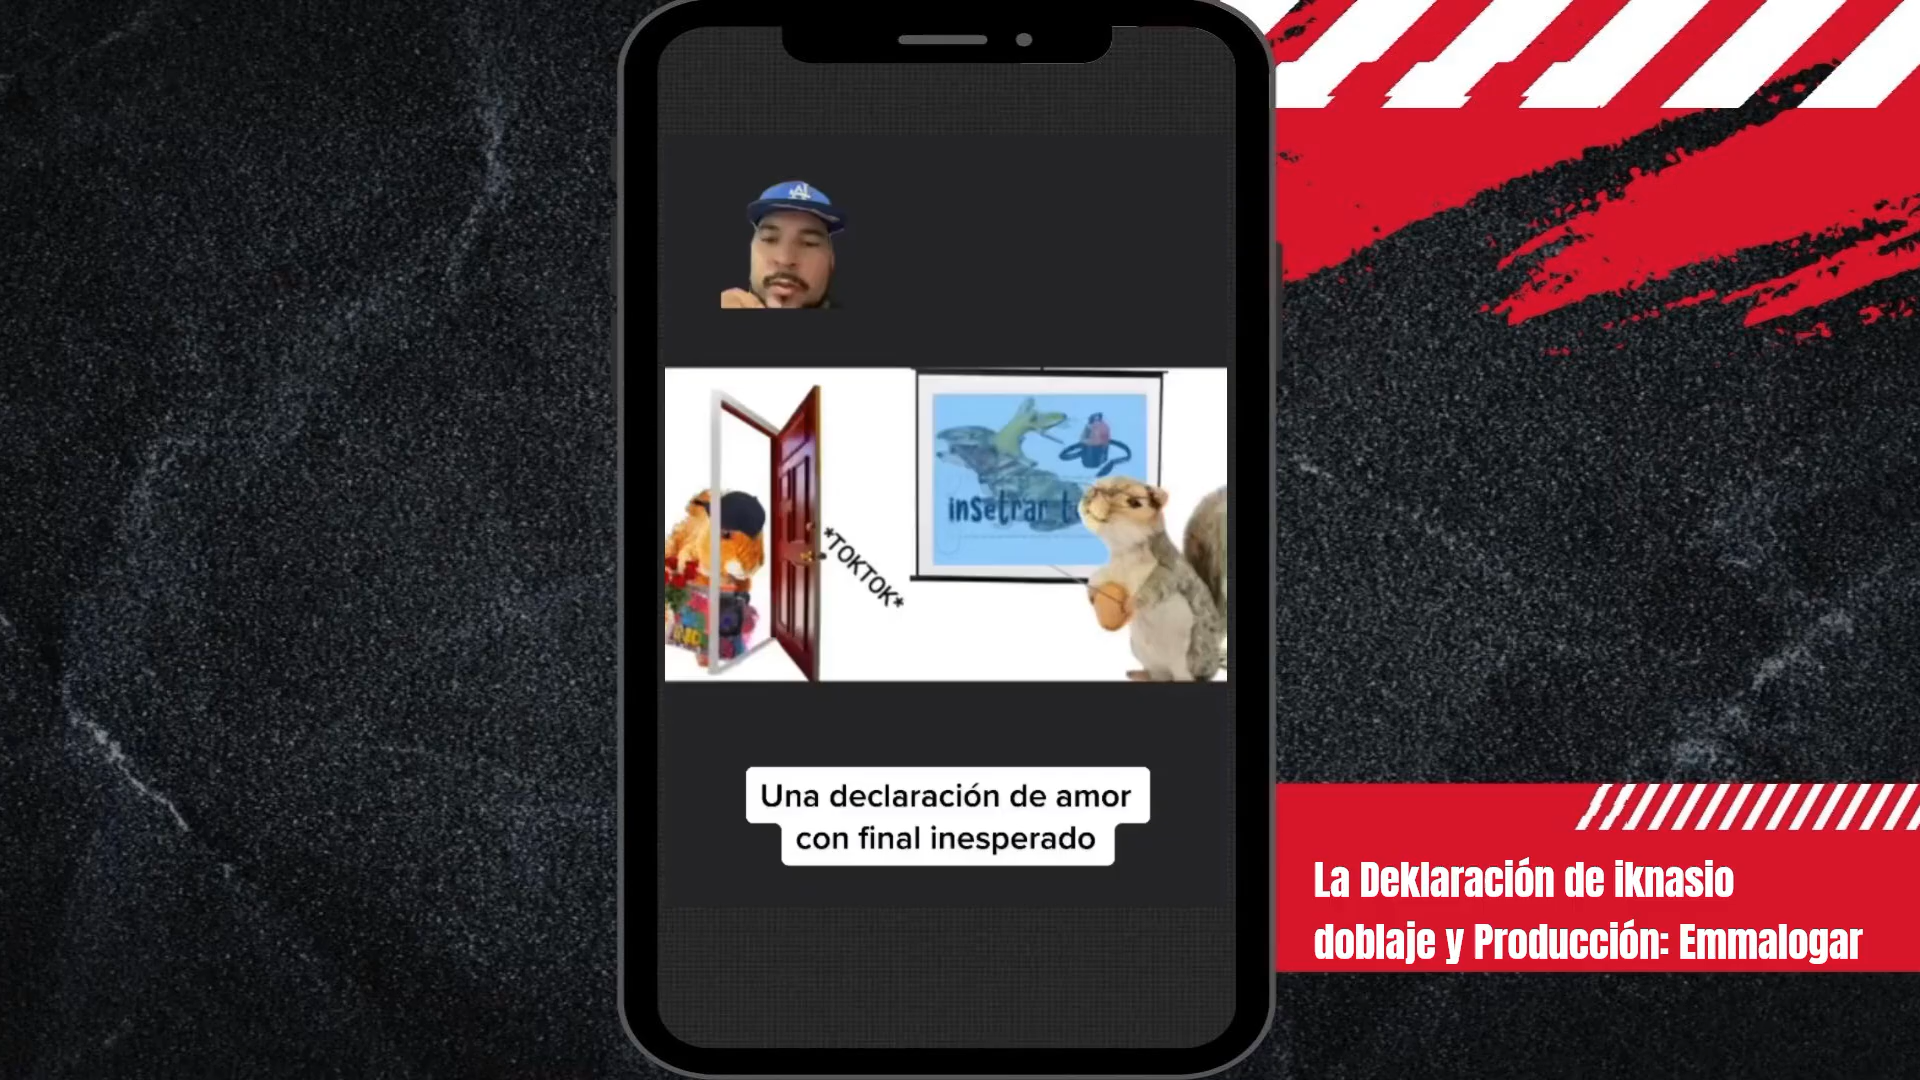 *TOKTOK*
insetrar
Una declaración de amor
con final inesperado
La Deklaración de iknasio
doblaje y Producción: Emmalogar